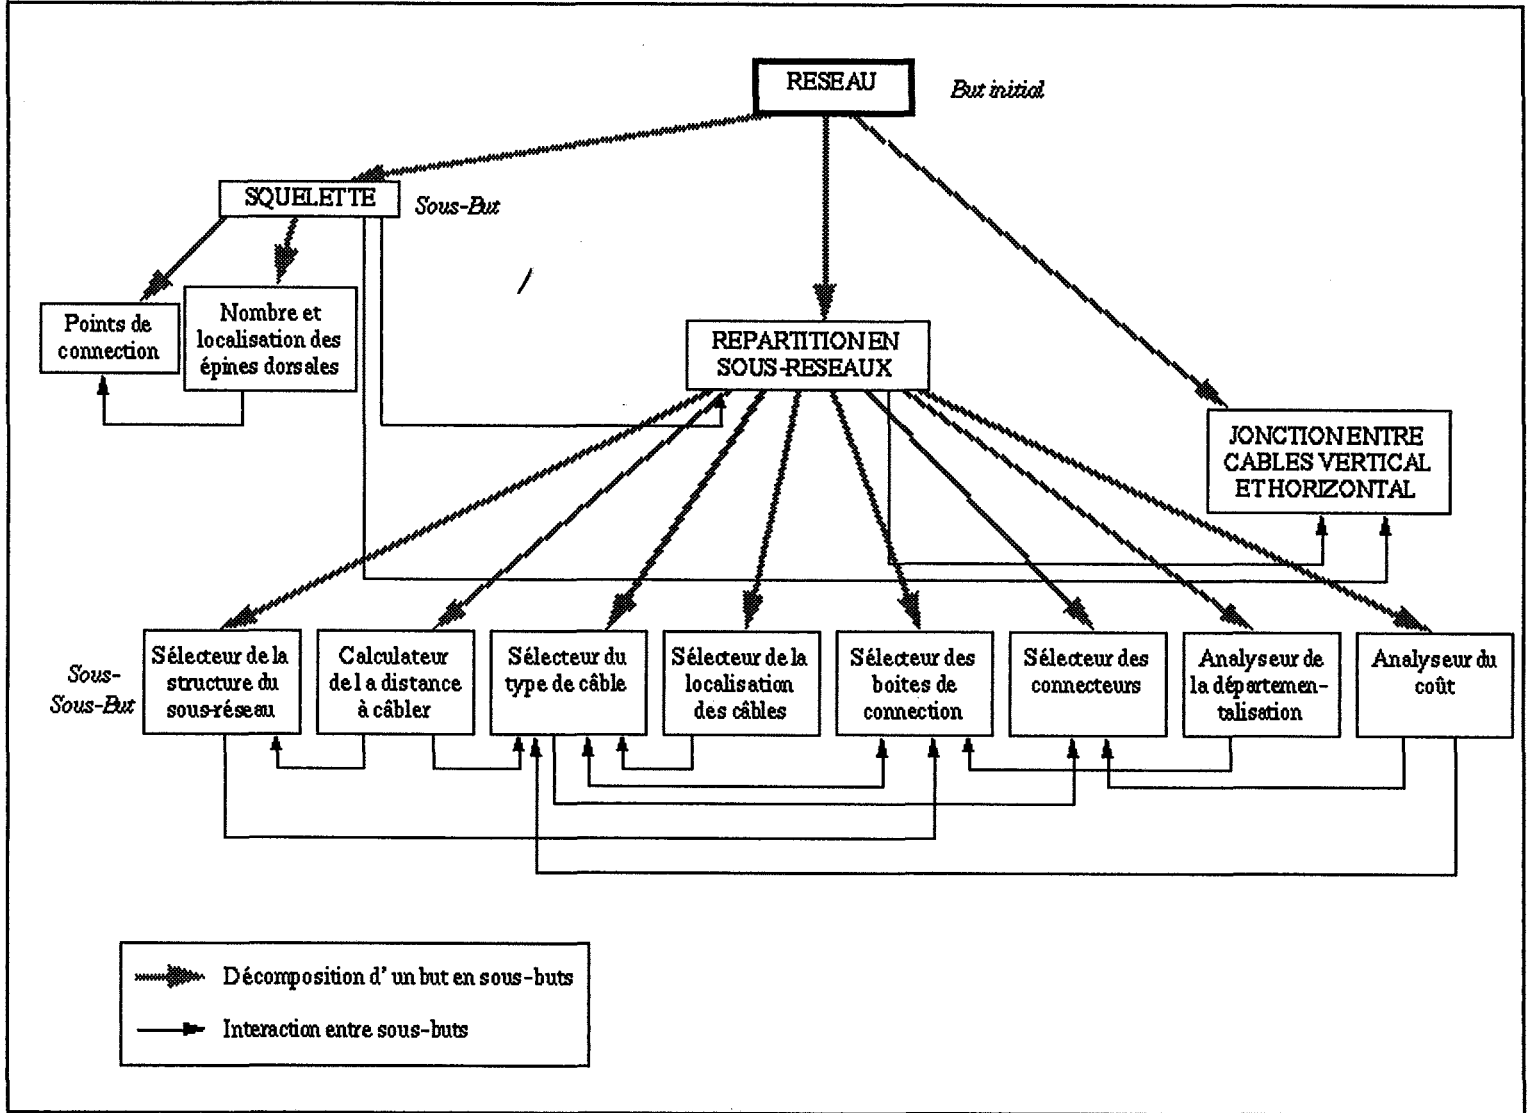 RESEAU
But initial
SQUELETTE
Sous-But
Points de
connection
Nombre et
localisation des
épines dorsales
REPARTITION EN
SOUS-RESEAUX
JONCTION ENTRE
CABLES VERTICAL
ET HORIZONTAL
Sous-
Sous-But
Sélecteur de la
structure du
sous-réseau
Calculateur
de la distance
à câbler
Sélecteur du
type de câble
Sélecteur de la
localisation
des câbles
Sélecteur des
boites de
connection
Sélecteur des
connecteurs
Analyseur de
la départemen-
talisation
Analyseur du
coût
Décomposition d' un but en sous-buts
Interaction entre sous-buts